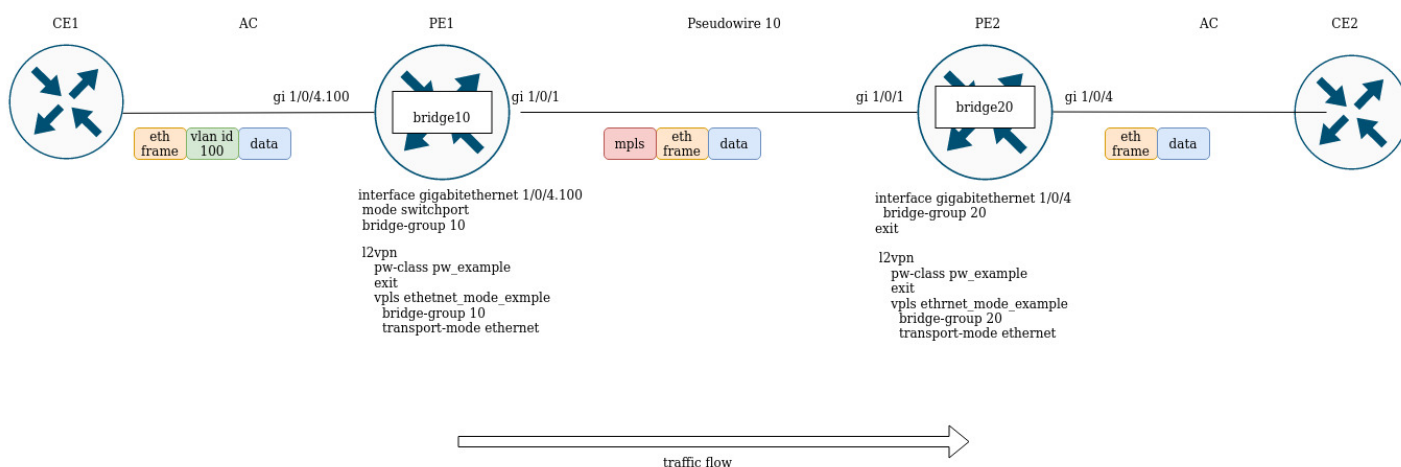 CE1
AC
PE1
Pseudowire 10
PE2
AC
CE2
gi 1/0/4.100
gi 1/0/1
gi 1/0/1
gi 1/0/4
bridge10
bridge20
eth
frame
vlan id
100
data
mpls
eth
frame
data
eth
frame
data
interface gigabitethernet 1/0/4.100
mode switchport
bridge-group 10
l2vpn
pw-class pw_example
exit
vpls ethetnet_mode_exmple
bridge-group 10
transport-mode ethernet
interface gigabitethernet 1/0/4
bridge-group 20
exit
l2vpn
pw-class pw_example
exit
vpls ethrnet_mode_example
bridge-group 20
transport-mode ethernet
traffic flow